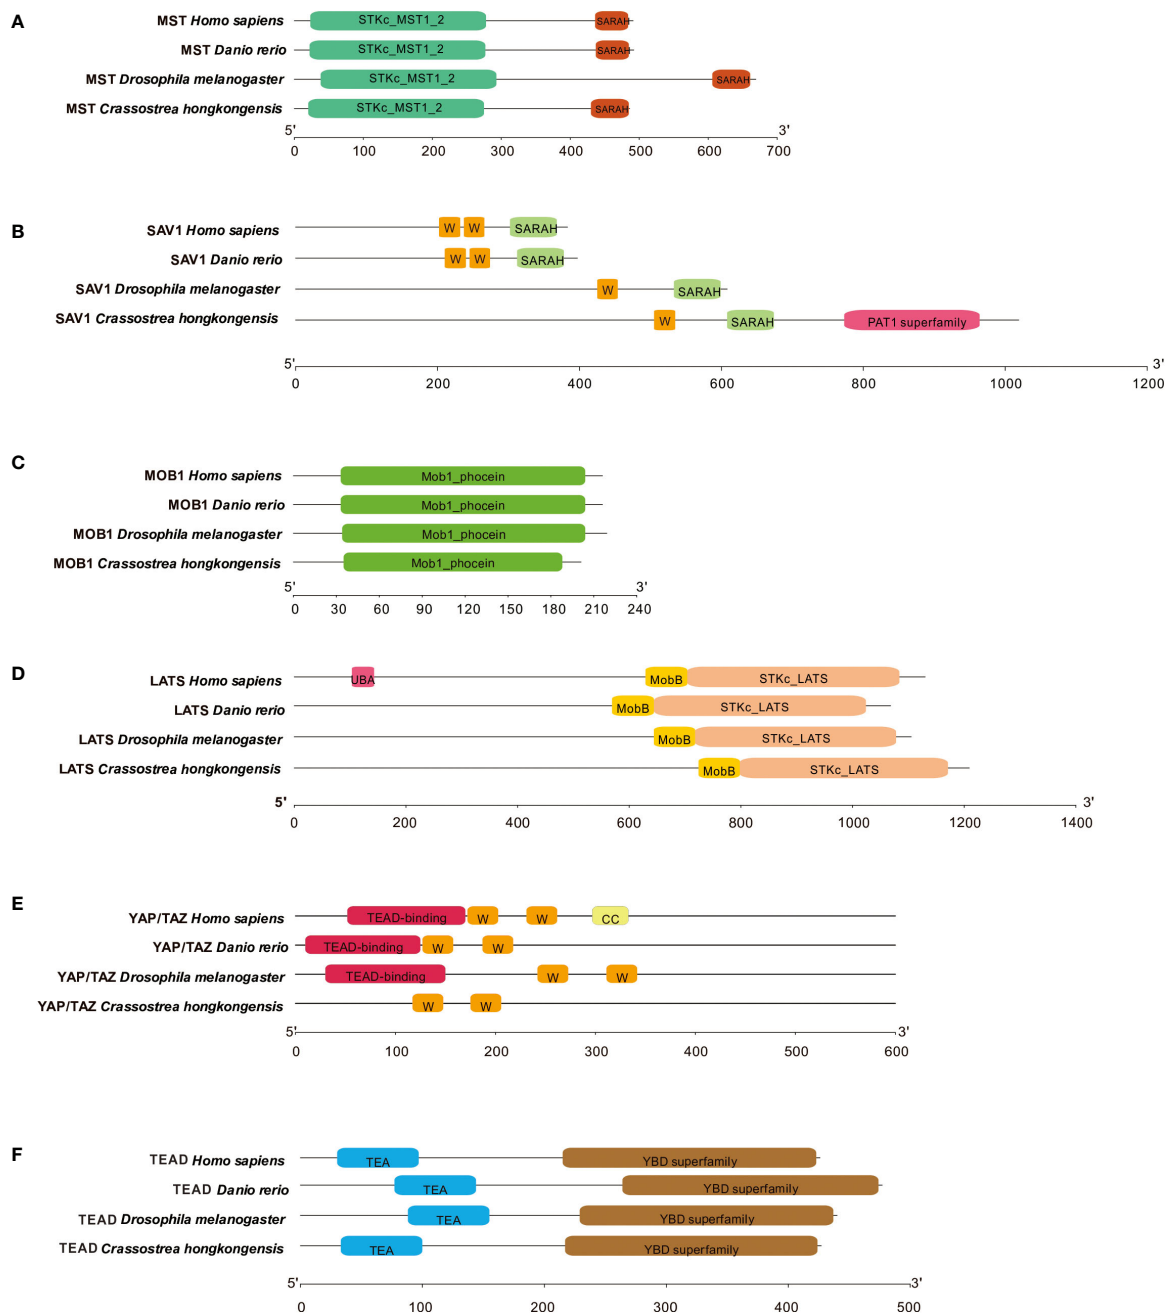 A
MST Homo sapiens STKc_MST1_2 SARAH
MST Danio rerio STKc_MST1_2 SARAH
MST Drosophila melanogaster STKc_MST1_2 SARAH
MST Crassostrea hongkongensis STKc_MST1_2 SARAH
5' 3'
0 100 200 300 400 500 600 700
B
SAV1 Homo sapiens W W SARAH
SAV1 Danio rerio W W SARAH
SAV1 Drosophila melanogaster W SARAH
SAV1 Crassostrea hongkongensis W SARAH PAT1 superfamily
5' 3'
0 200 400 600 800 1000 1200
C
MOB1 Homo sapiens Mob1_phocein
MOB1 Danio rerio Mob1_phocein
MOB1 Drosophila melanogaster Mob1_phocein
MOB1 Crassostrea hongkongensis Mob1_phocein
5' 3'
0 30 60 90 120 150 180 210 240
D
LATS Homo sapiens UBA MobB STKc_LATS
LATS Danio rerio MobB STKc_LATS
LATS Drosophila melanogaster MobB STKc_LATS
LATS Crassostrea hongkongensis MobB STKc_LATS
5' 3'
0 200 400 600 800 1000 1200 1400
E
YAP/TAZ Homo sapiens TEAD-binding W W CC
YAP/TAZ Danio rerio TEAD-binding W W
YAP/TAZ Drosophila melanogaster TEAD-binding W W
YAP/TAZ Crassostrea hongkongensis W W
5' 3'
0 100 200 300 400 500 600
F
TEAD Homo sapiens TEA YBD superfamily
TEAD Danio rerio TEA YBD superfamily
TEAD Drosophila melanogaster TEA YBD superfamily
TEAD Crassostrea hongkongensis TEA YBD superfamily
5' 3'
0 100 200 300 400 500